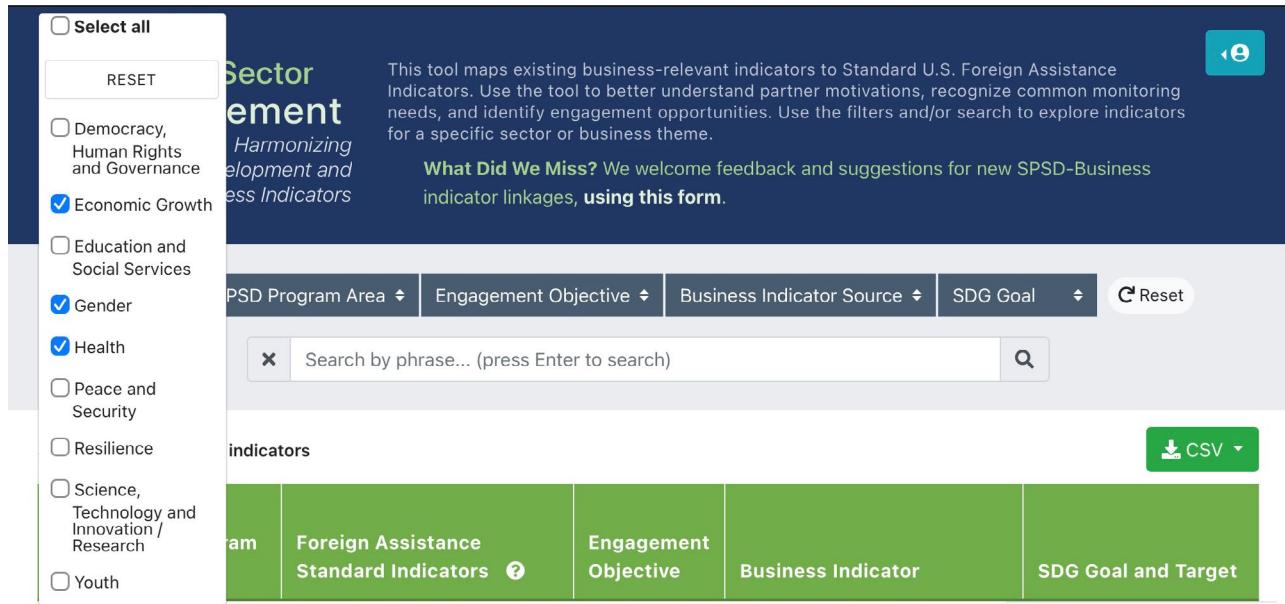 Select all
RESET
Democracy,
Human Rights
and Governance
Economic Growth
Education and
Social Services
Gender
Health
Peace and
Security
Resilience
Science,
Technology and
Innovation /
Research
Youth
Sector
Harmonizing
This tool maps existing business-relevant indicators to Standard U.S. Foreign Assistance
Indicators. Use the tool to better understand partner motivations, recognize common monitoring
needs, and identify engagement opportunities. Use the filters and/or search to explore indicators
for a specific sector or business theme.
and
Indicators
What Did We Miss? We welcome feedback and suggestions for new SPSD-Business
indicator linkages, using this form.
Program Area
Engagement Objective
Business Indicator Source
SDG Goal
Reset
Search by phrase... (press Enter to search)
indicators
CSV
Foreign Assistance
Standard Indicators ?
Engagement
Objective
Business Indicator
SDG Goal and Target